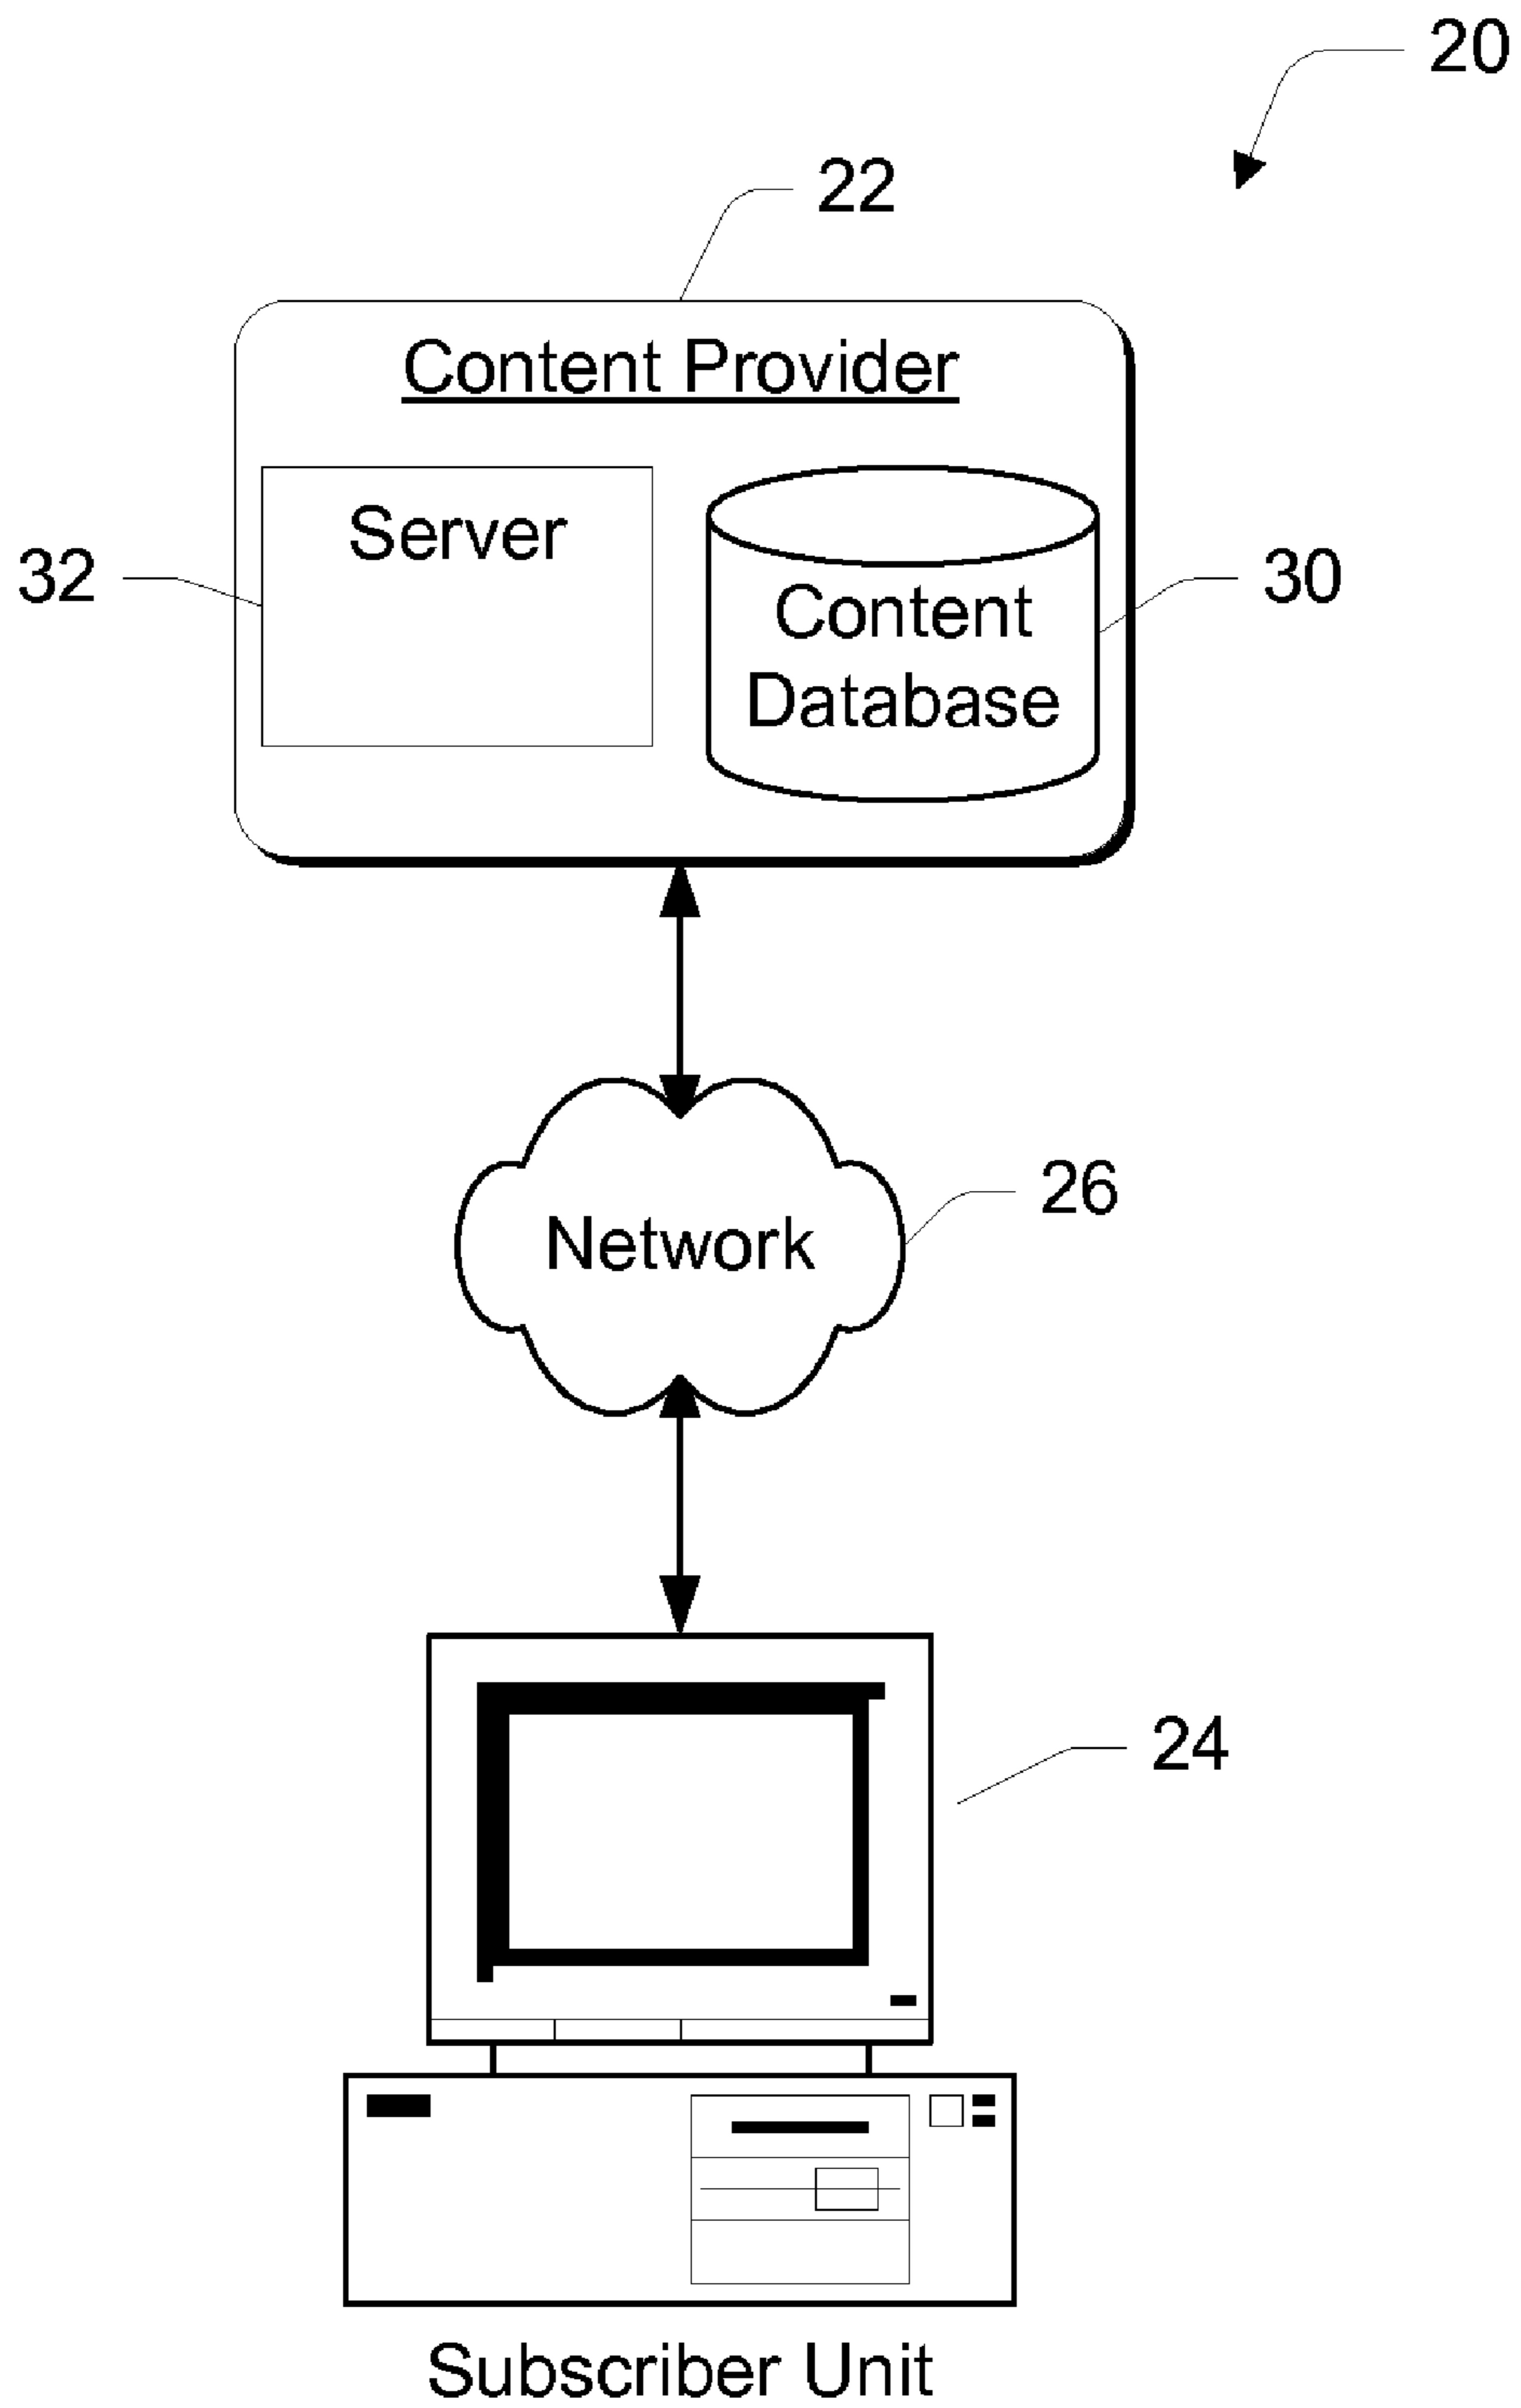 20
22
Content Provider
Server
32
Content
Database
30
Network
26
24
Subscriber Unit